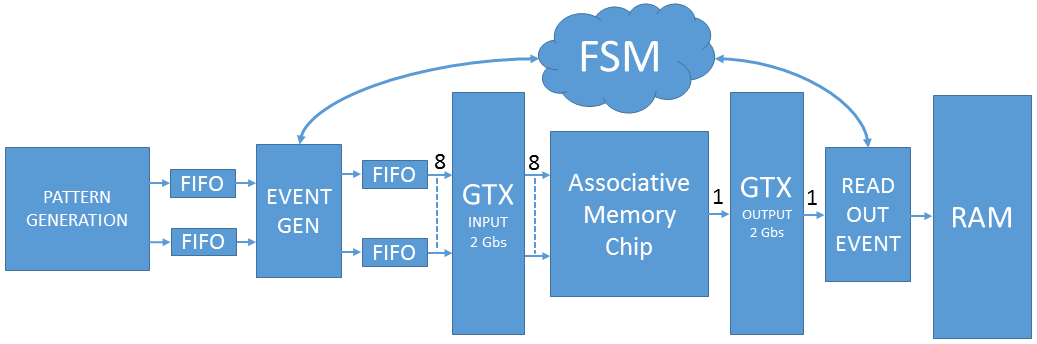 FSM
PATTERN
GENERATION
FIFO
FIFO
EVENT
GEN
FIFO
FIFO
8
GTX
INPUT
2 Gbs
8
Associative
Memory
Chip
1
GTX
OUTPUT
2 Gbs
1
READ
OUT
EVENT
RAM